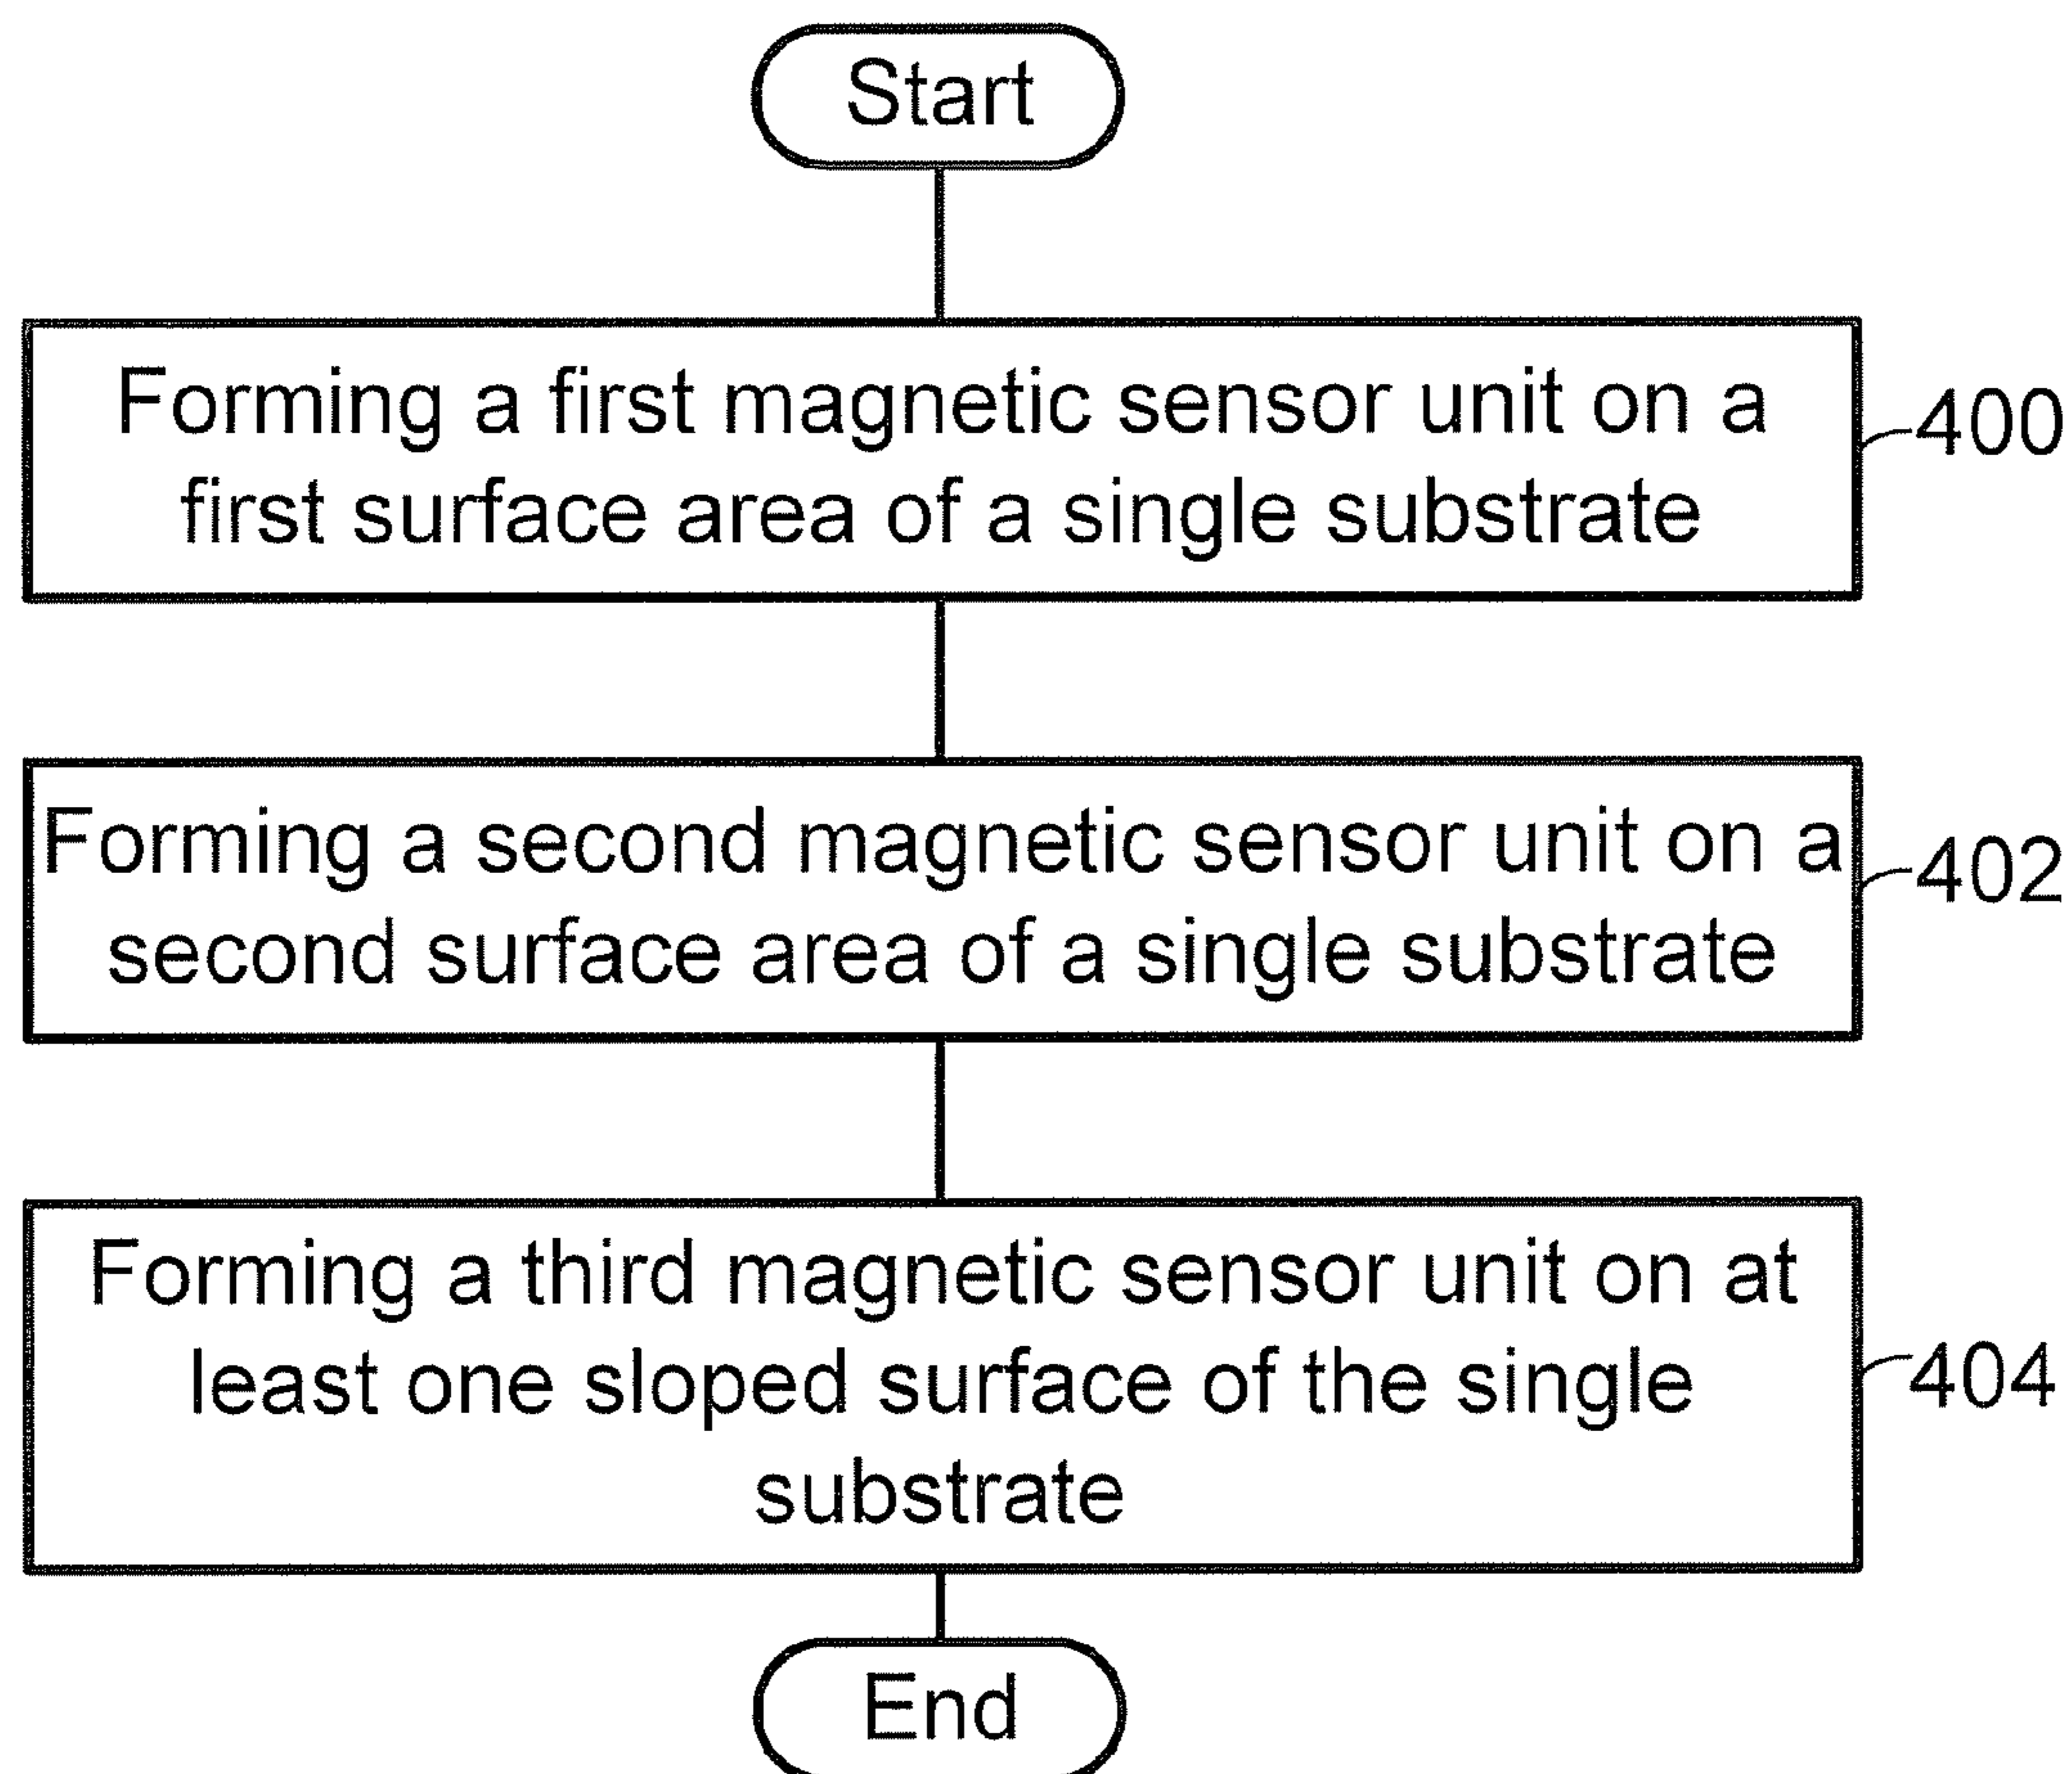 Start
Forming a first magnetic sensor unit on a
first surface area of a single substrate
400
Forming a second magnetic sensor unit on a
second surface area of a single substrate
402
Forming a third magnetic sensor unit on at
least one sloped surface of the single
substrate
404
End